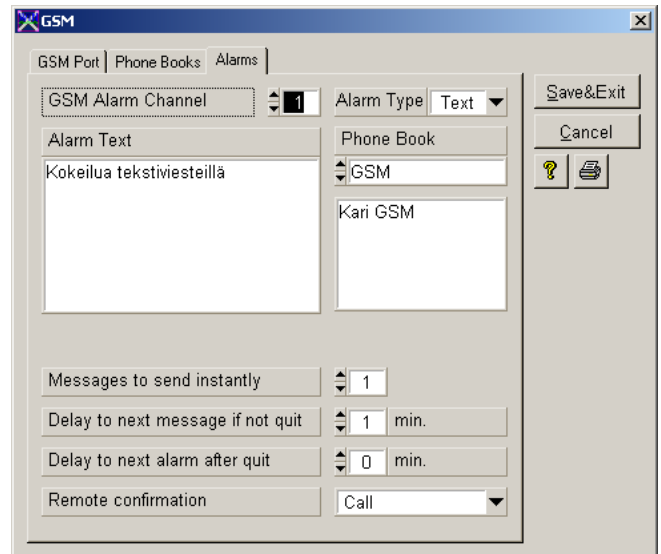 GSM
GSM Port Phone Books Alarms
GSM Alarm Channel 1 Alarm Type Text
Save&Exit
Cancel
Alarm Text
Kokeilua tekstiviesteillä
Phone Book
GSM
Kari GSM
Messages to send instantly 1
Delay to next message if not quit 1 min.
Delay to next alarm after quit 0 min.
Remote confirmation Call